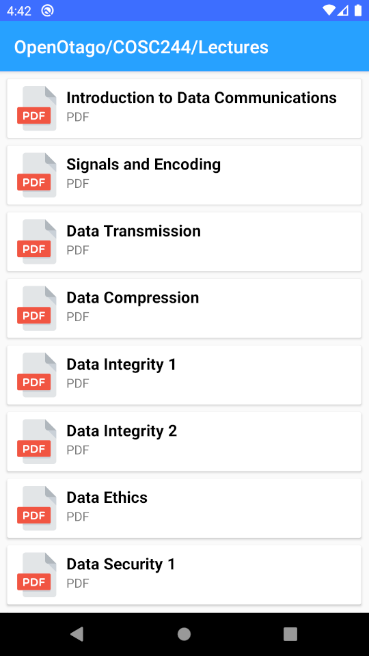 4:42
OpenOtago/COSC244/Lectures
PDF
Introduction to Data Communications
PDF
PDF
Signals and Encoding
PDF
PDF
Data Transmission
PDF
PDF
Data Compression
PDF
PDF
Data Integrity 1
PDF
PDF
Data Integrity 2
PDF
PDF
Data Ethics
PDF
PDF
Data Security 1
PDF